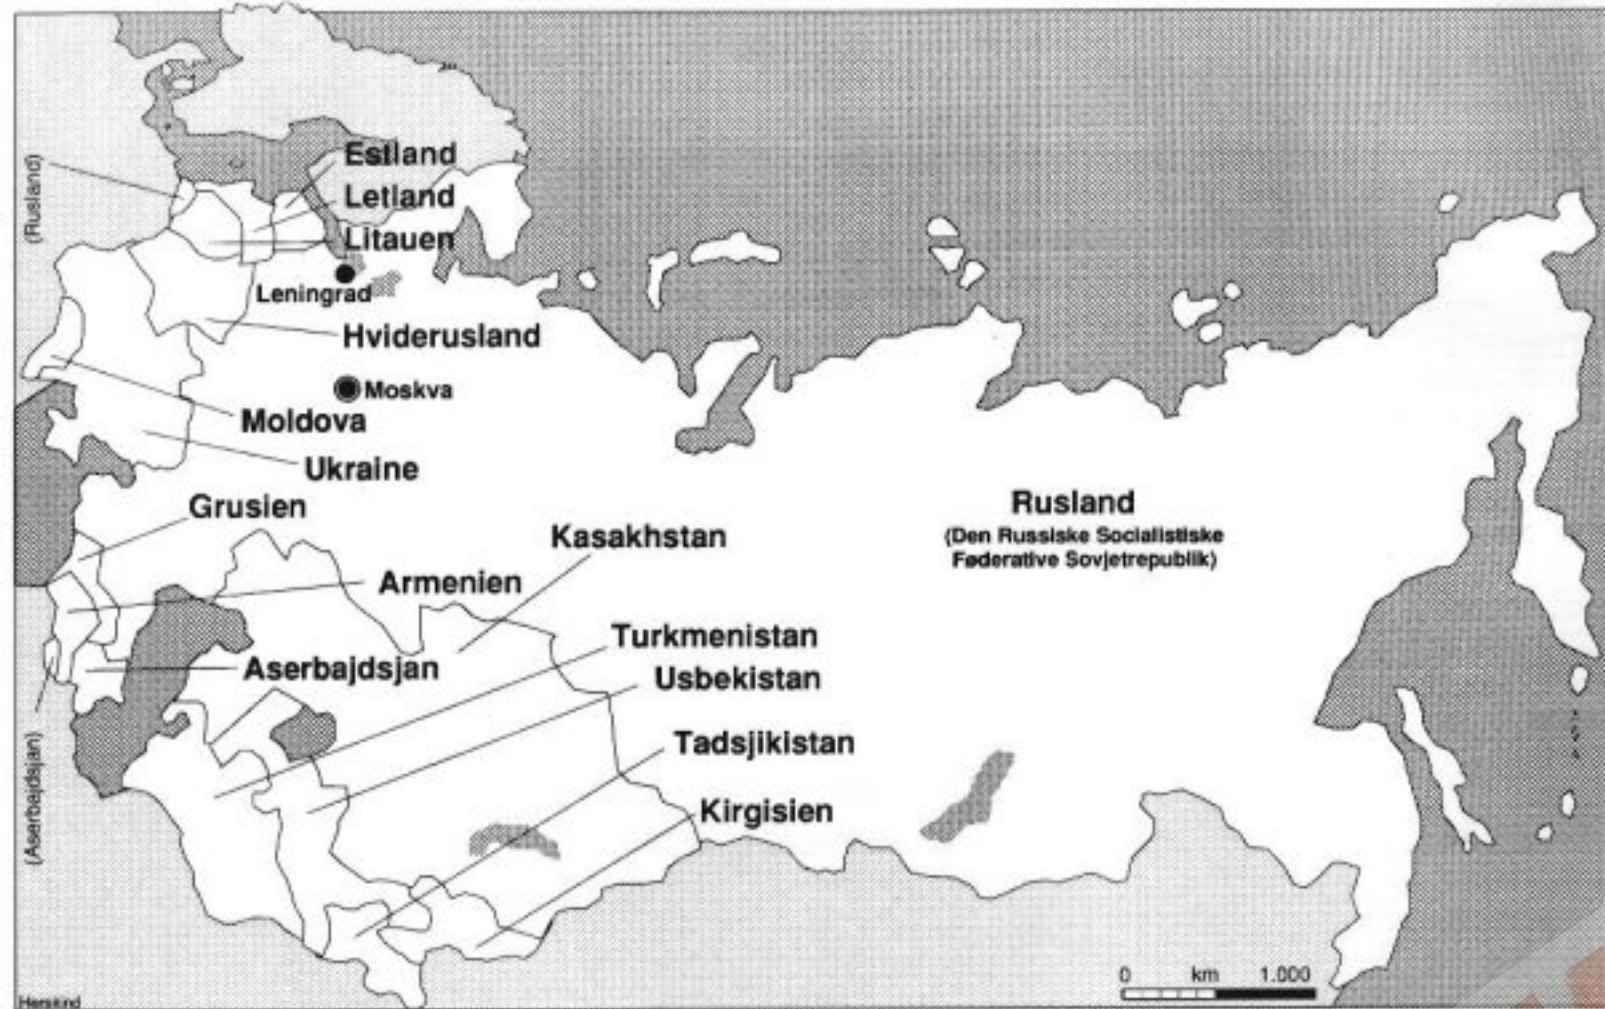 Estland
Letland
Litauen
(Rusland)
Leningrad
Hviderusland
Moskva
Moldova
Ukraine
Grusien
Rusland
(Den Russiske Socialistiske
Føderative Sovjetrepublik)
Kasakhstan
Armenien
Turkmenistan
Aserbajdsjan
Usbekistan
Tadsjikistan
(Aserbajdsjan)
Kirgisien
0 km 1.000
Herskind